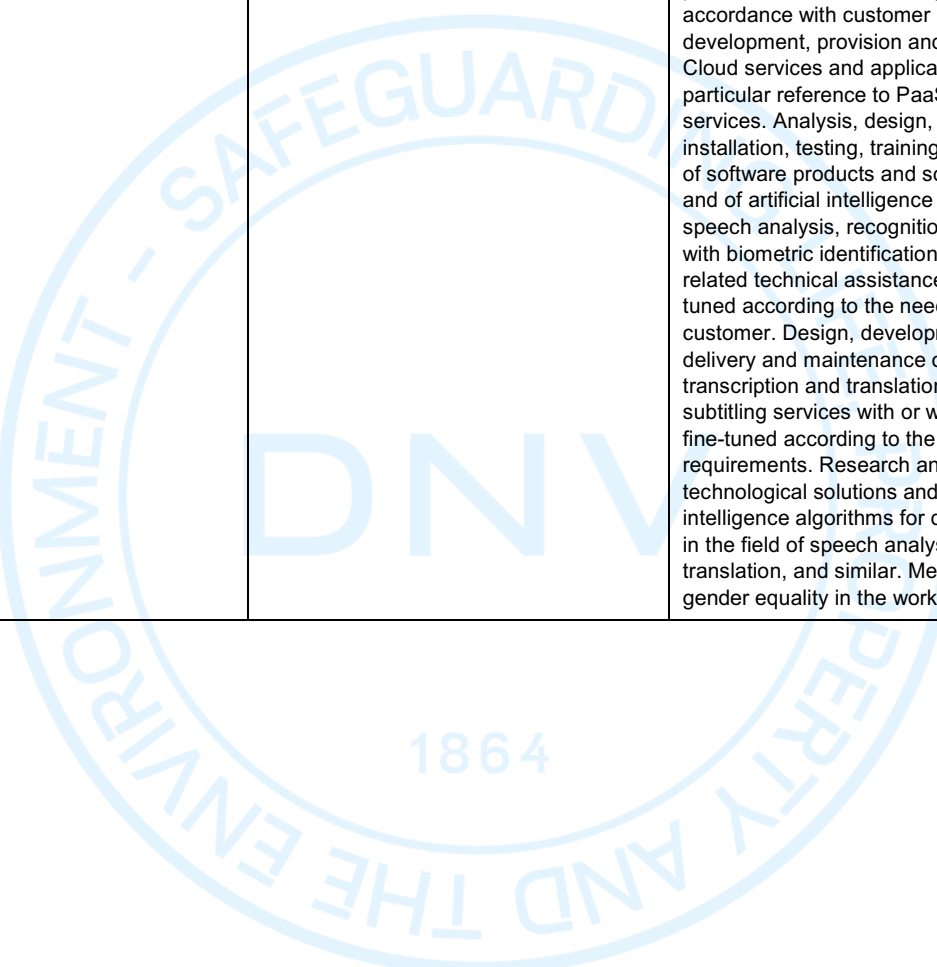 accordance with customer
development, provision and
Cloud services and applica
particular reference to Paa
services. Analysis, design,
installation, testing, training
of software products and so
and of artificial intelligence
speech analysis, recognitio
with biometric identification
related technical assistance
tuned according to the nee
customer. Design, develop
delivery and maintenance o
transcription and translation
subtitling services with or w
fine-tuned according to the
requirements. Research an
technological solutions and
intelligence algorithms for
in the field of speech analys
translation, and similar. Me
gender equality in the work
SAFEGUARDING LIFE, PROPERTY AND THE ENVIRONMENT -
DNV
1864